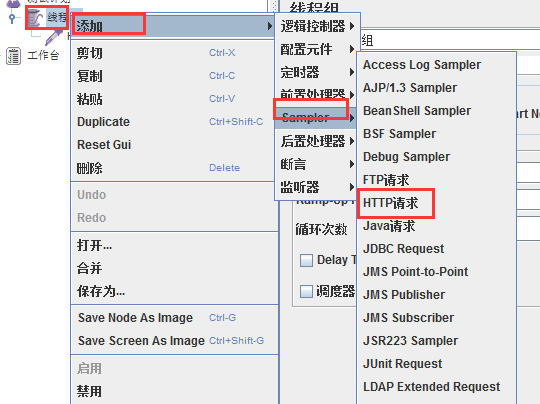 线程
工作台
添加
剪切 Ctrl-X
复制 Ctrl-C
粘贴 Ctrl-V
Duplicate Ctrl+Shift-C
Reset Gui
删除 Delete
Undo
Redo
打开...
合并
保存为...
Save Node As Image Ctrl-G
Save Screen As Image Ctrl+Shift-G
启用
禁用
逻辑控制器
配置元件
定时器
前置处理器
Sampler
后置处理器
断言
监听器
线程组
组
Access Log Sampler
AJP/1.3 Sampler
BeanShell Sampler
BSF Sampler
Debug Sampler
FTP请求
HTTP请求
Java请求
JDBC Request
JMS Point-to-Point
JMS Publisher
JMS Subscriber
JSR223 Sampler
JUnit Request
LDAP Extended Request
循环次数
Delay T
调度器